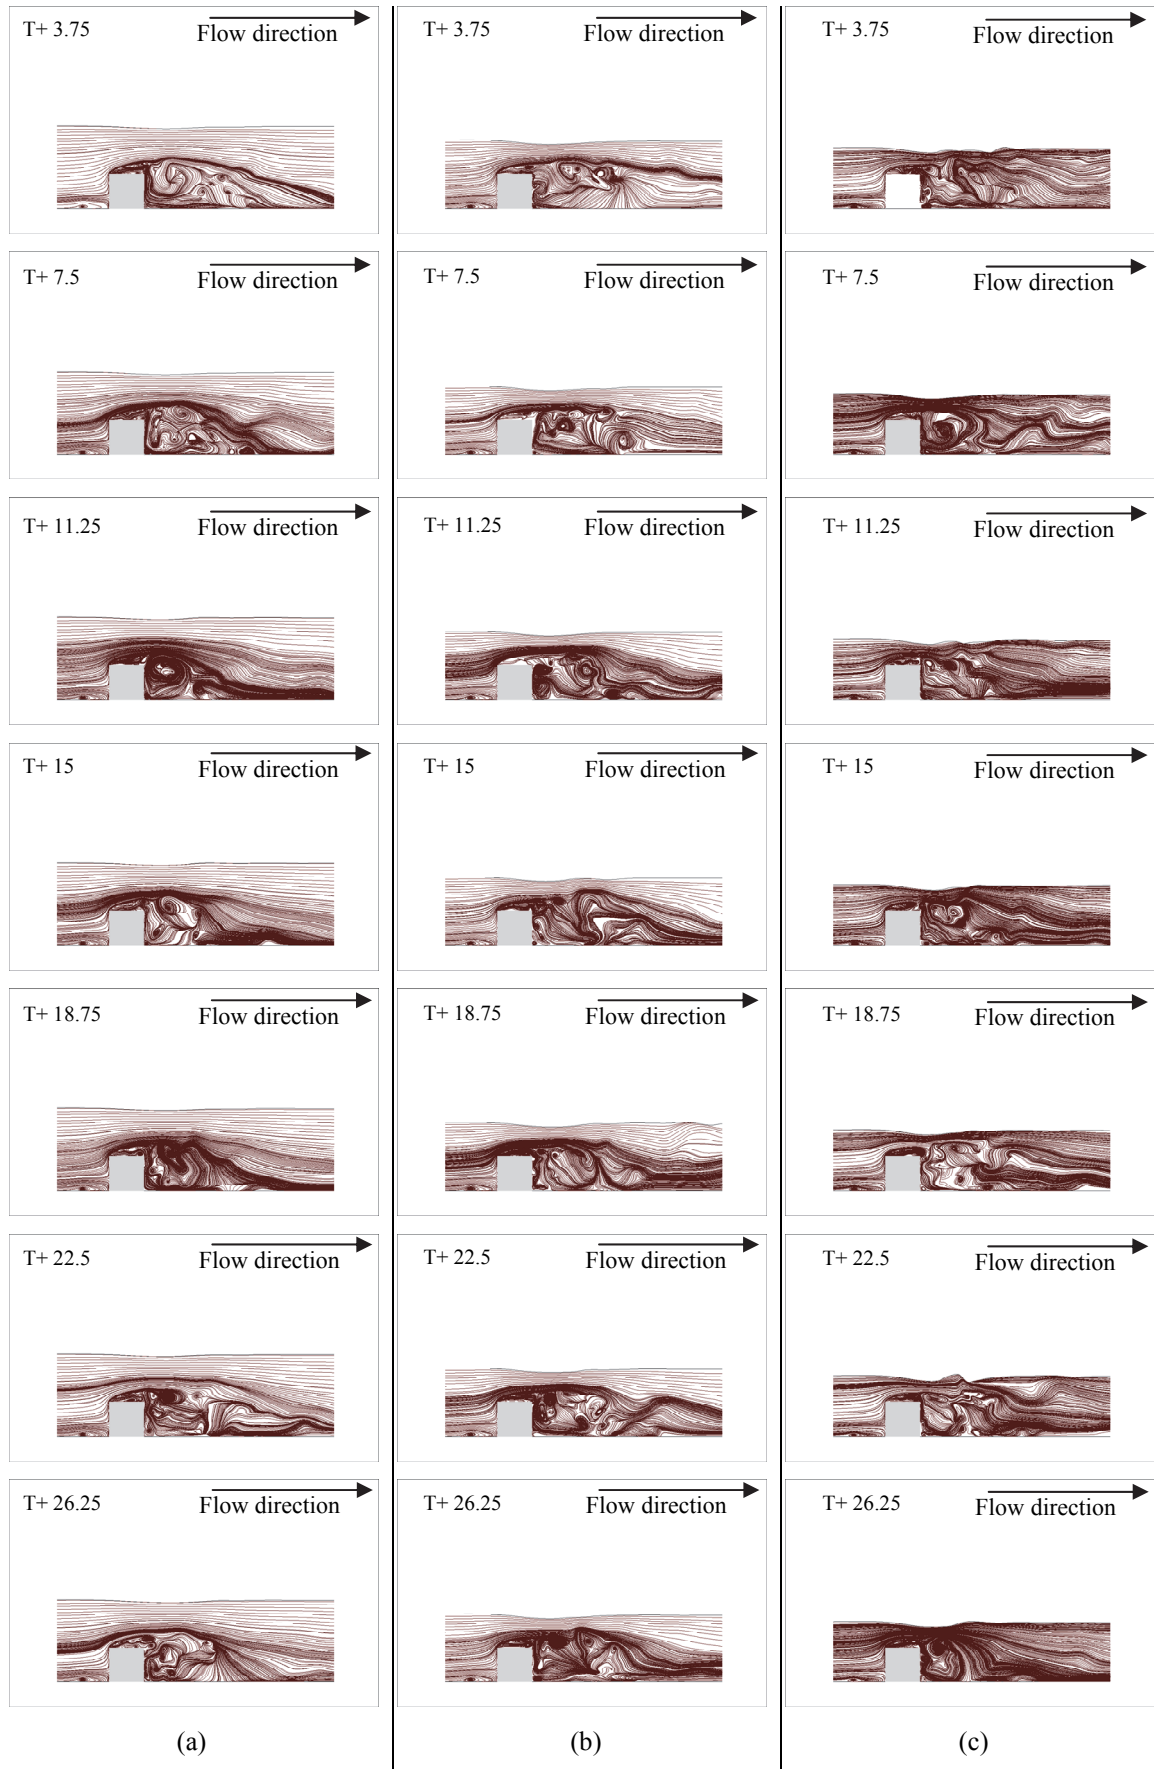 T+ 3.75 Flow direction
T+ 3.75 Flow direction
T+ 3.75 Flow direction
T+ 7.5 Flow direction
T+ 7.5 Flow direction
T+ 7.5 Flow direction
T+ 11.25 Flow direction
T+ 11.25 Flow direction
T+ 11.25 Flow direction
T+ 15 Flow direction
T+ 15 Flow direction
T+ 15 Flow direction
T+ 18.75 Flow direction
T+ 18.75 Flow direction
T+ 18.75 Flow direction
T+ 22.5 Flow direction
T+ 22.5 Flow direction
T+ 22.5 Flow direction
T+ 26.25 Flow direction
T+ 26.25 Flow direction
T+ 26.25 Flow direction
(a)
(b)
(c)